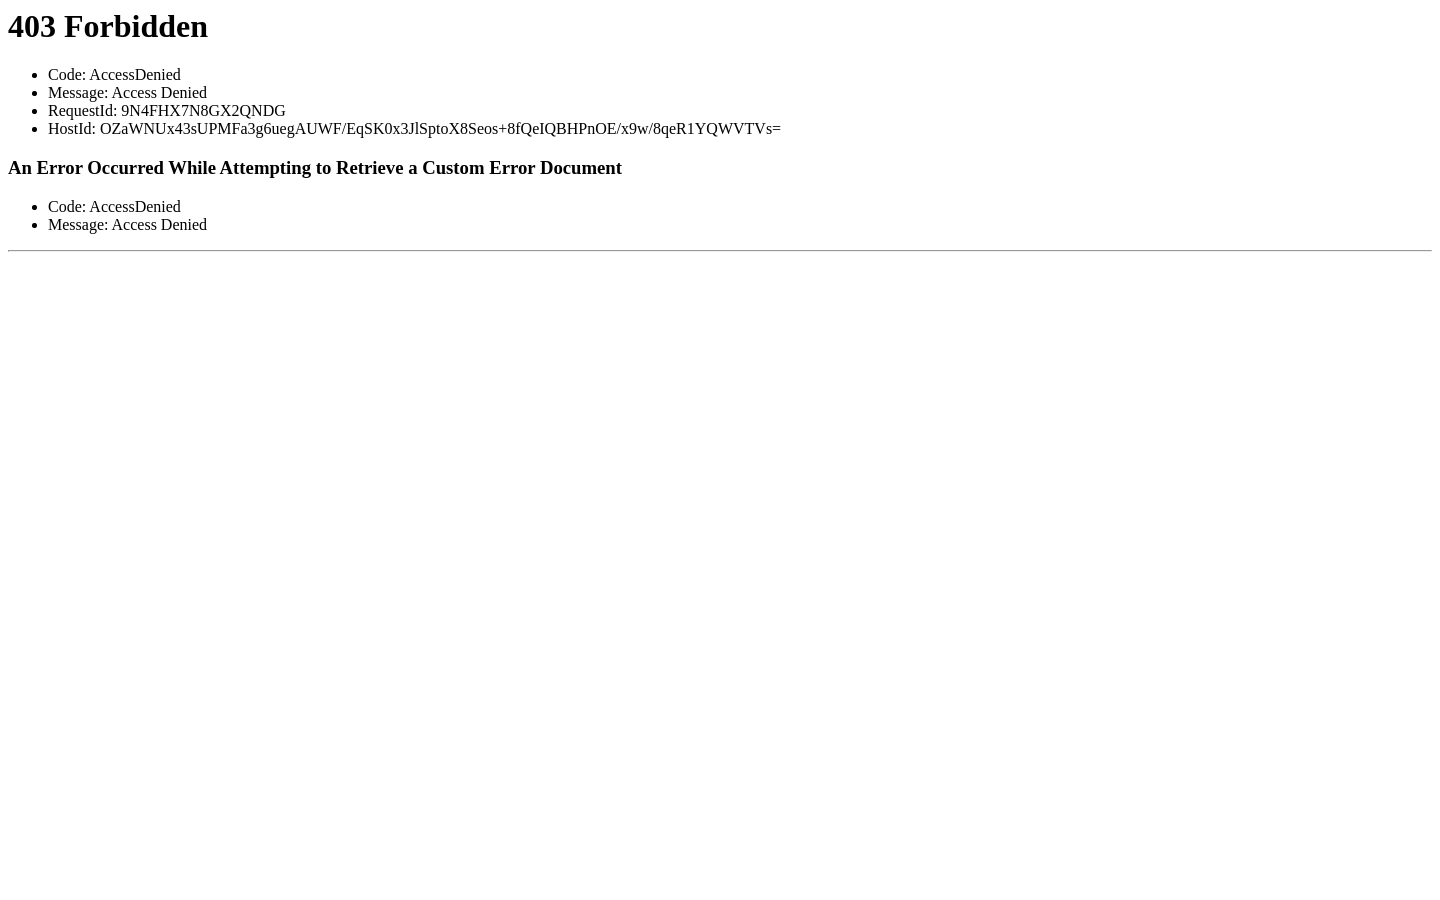 403 Forbidden
Code: AccessDenied
Message: Access Denied
RequestId: 9N4FHX7N8GX2QNDG
HostId: OZaWNUx43sUPMFa3g6uegAUWF/EqSK0x3JlSptoX8Seos+8fQeIQBHPnOE/x9w/8qeR1YQWVTVs=
An Error Occurred While Attempting to Retrieve a Custom Error Document
Code: AccessDenied
Message: Access Denied